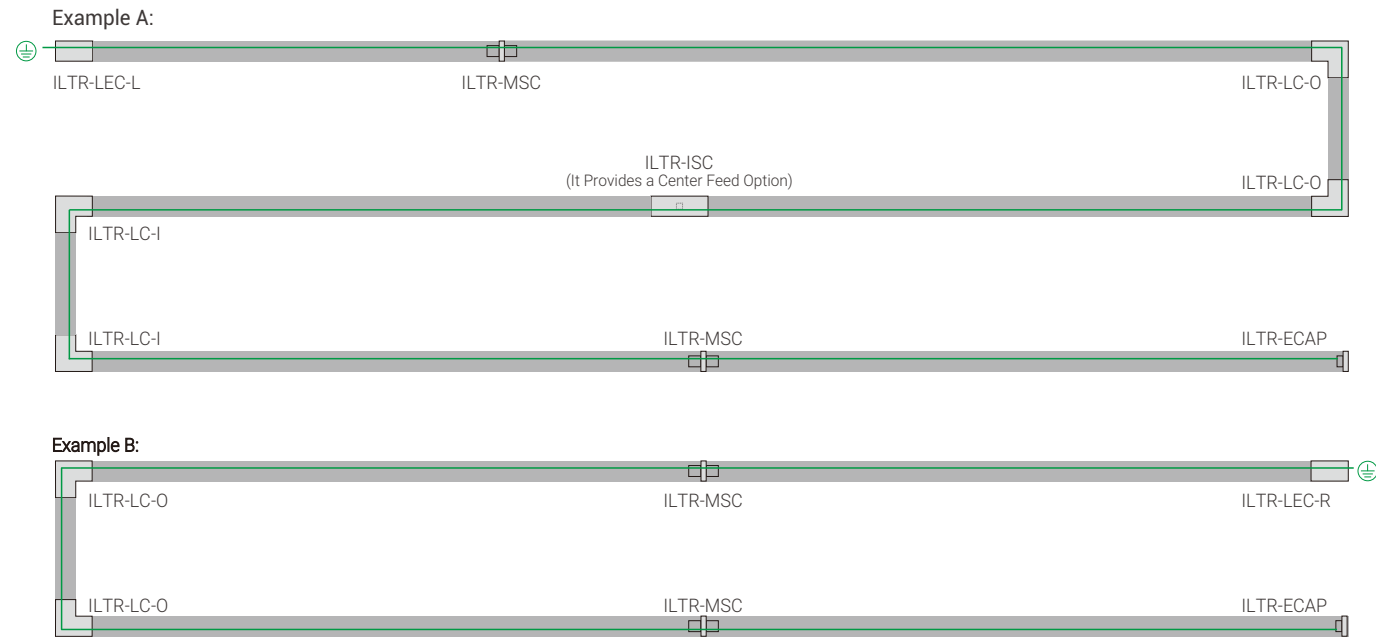 Example A:
ILTR-LEC-L
ILTR-MSC
ILTR-LC-O
ILTR-ISC
(It Provides a Center Feed Option)
ILTR-LC-O
ILTR-LC-I
ILTR-LC-I
ILTR-MSC
ILTR-ECAP
Example B:
ILTR-LC-O
ILTR-MSC
ILTR-LEC-R
ILTR-LC-O
ILTR-MSC
ILTR-ECAP